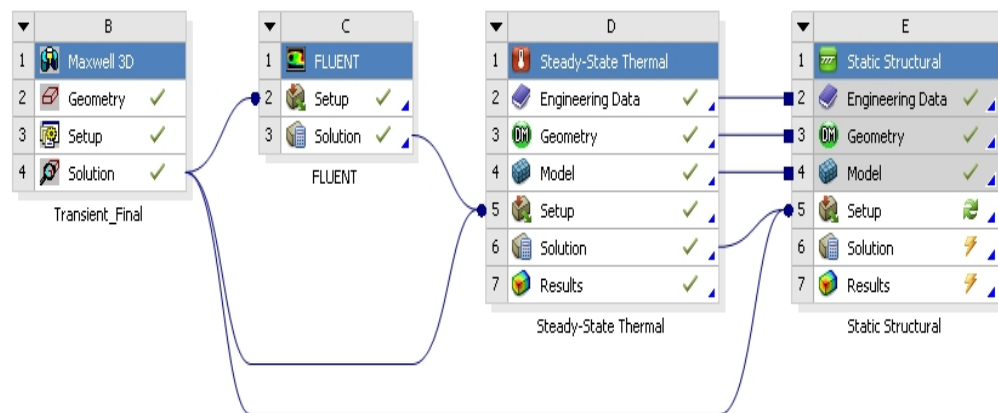 B
1 Maxwell 3D
2 Geometry
3 Setup
4 Solution
Transient_Final
C
1 FLUENT
2 Setup
3 Solution
FLUENT
D
1 Steady-State Thermal
2 Engineering Data
3 DM Geometry
4 Model
5 Setup
6 Solution
7 Results
Steady-State Thermal
E
1 Static Structural
2 Engineering Data
3 DM Geometry
4 Model
5 Setup
6 Solution
7 Results
Static Structural